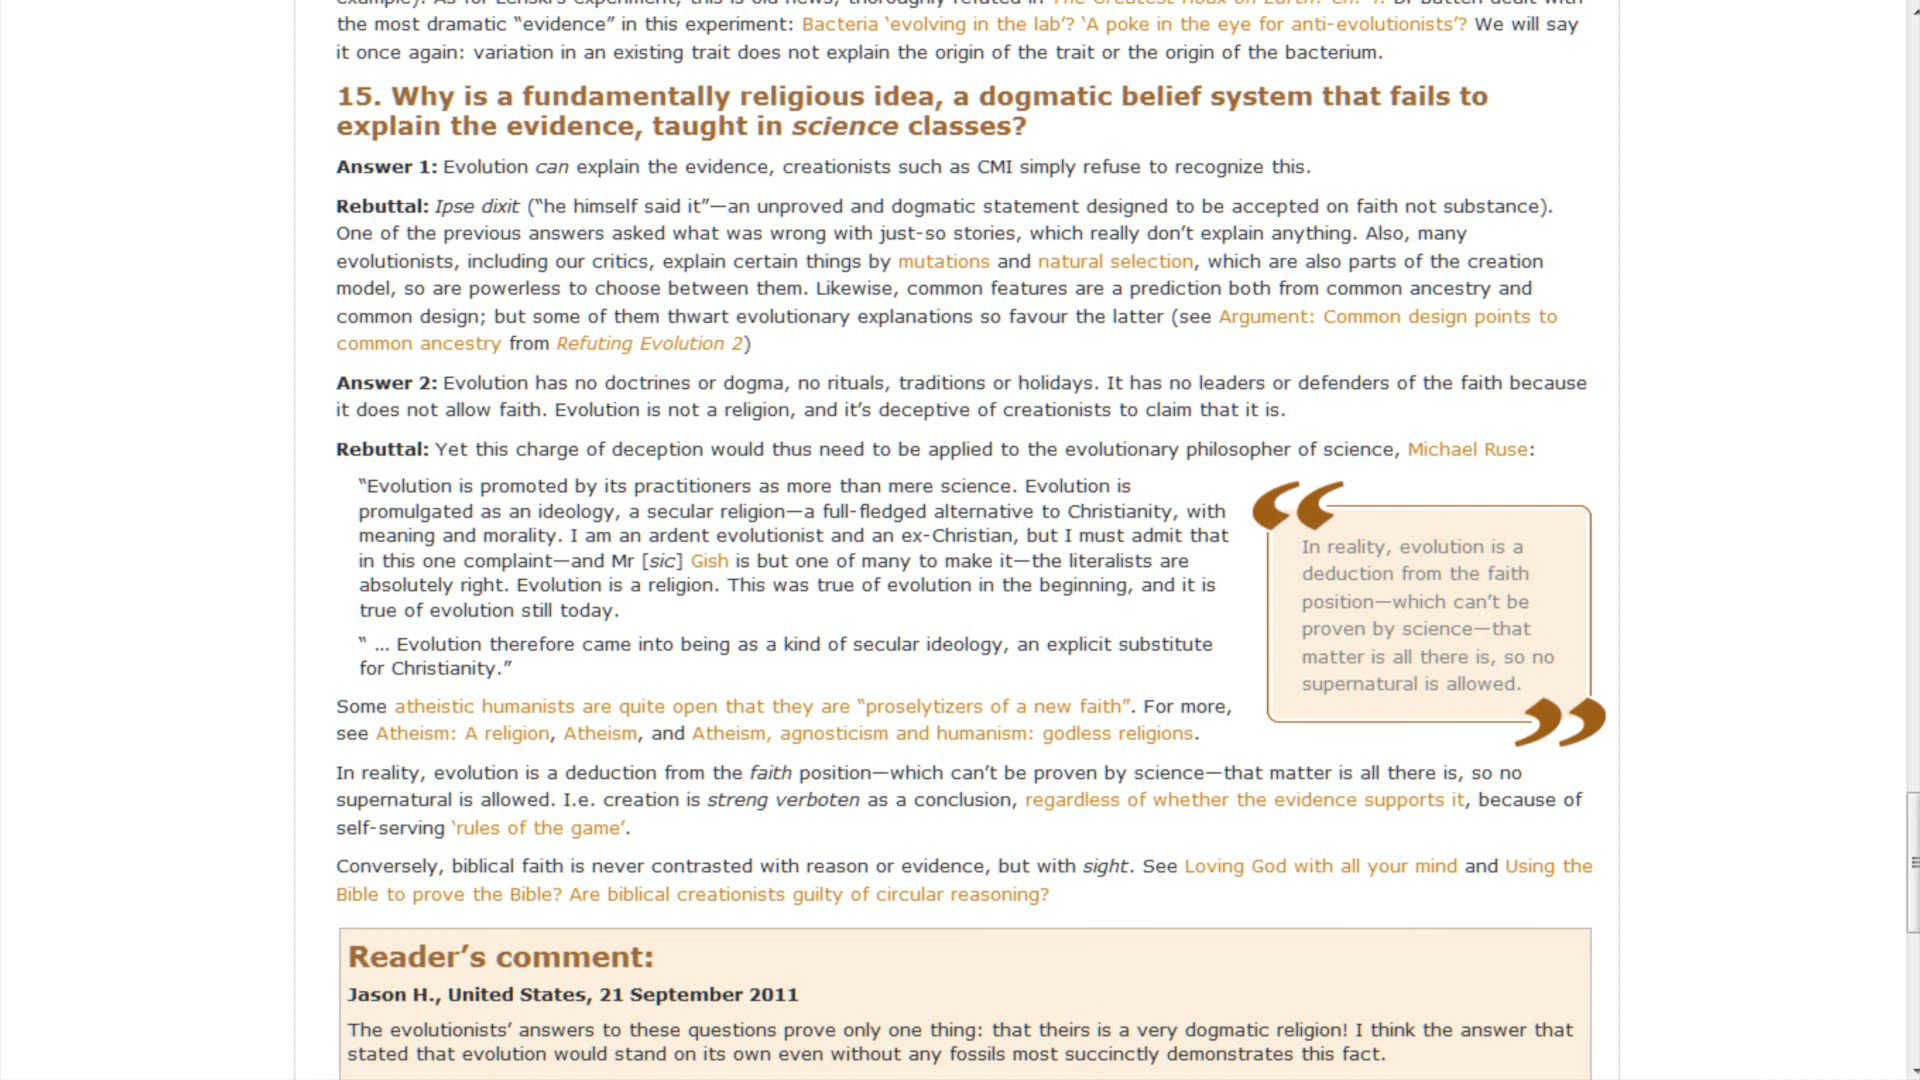 the most dramatic “evidence” in this experiment: Bacteria ‘evolving in the lab’? ‘A poke in the eye for anti-evolutionists’? We will say
it once again: variation in an existing trait does not explain the origin of the trait or the origin of the bacterium.
15. Why is a fundamentally religious idea, a dogmatic belief system that fails to
explain the evidence, taught in science classes?
Answer 1: Evolution can explain the evidence, creationists such as CMI simply refuse to recognize this.
Rebuttal: Ipse dixit (“he himself said it”—an unproved and dogmatic statement designed to be accepted on faith not substance).
One of the previous answers asked what was wrong with just-so stories, which really don’t explain anything. Also, many
evolutionists, including our critics, explain certain things by mutations and natural selection, which are also parts of the creation
model, so are powerless to choose between them. Likewise, common features are a prediction both from common ancestry and
common design; but some of them thwart evolutionary explanations so favour the latter (see Argument: Common design points to
common ancestry from Refuting Evolution 2)
Answer 2: Evolution has no doctrines or dogma, no rituals, traditions or holidays. It has no leaders or defenders of the faith because
it does not allow faith. Evolution is not a religion, and it’s deceptive of creationists to claim that it is.
Rebuttal: Yet this charge of deception would thus need to be applied to the evolutionary philosopher of science, Michael Ruse:
“Evolution is promoted by its practitioners as more than mere science. Evolution is
promulgated as an ideology, a secular religion—a full-fledged alternative to Christianity, with
meaning and morality. I am an ardent evolutionist and an ex-Christian, but I must admit that
in this one complaint—and Mr [sic] Gish is but one of many to make it—the literalists are
absolutely right. Evolution is a religion. This was true of evolution in the beginning, and it is
true of evolution still today.
“ … Evolution therefore came into being as a kind of secular ideology, an explicit substitute
for Christianity.”
“
In reality, evolution is a
deduction from the faith
position—which can’t be
proven by science—that
matter is all there is, so no
supernatural is allowed.
”
Some atheistic humanists are quite open that they are “proselytizers of a new faith”. For more,
see Atheism: A religion, Atheism, and Atheism, agnosticism and humanism: godless religions.
In reality, evolution is a deduction from the faith position—which can’t be proven by science—that matter is all there is, so no
supernatural is allowed. I.e. creation is streng verboten as a conclusion, regardless of whether the evidence supports it, because of
self-serving ‘rules of the game’.
Conversely, biblical faith is never contrasted with reason or evidence, but with sight. See Loving God with all your mind and Using the
Bible to prove the Bible? Are biblical creationists guilty of circular reasoning?
Reader’s comment:
Jason H., United States, 21 September 2011
The evolutionists’ answers to these questions prove only one thing: that theirs is a very dogmatic religion! I think the answer that
stated that evolution would stand on its own even without any fossils most succinctly demonstrates this fact.